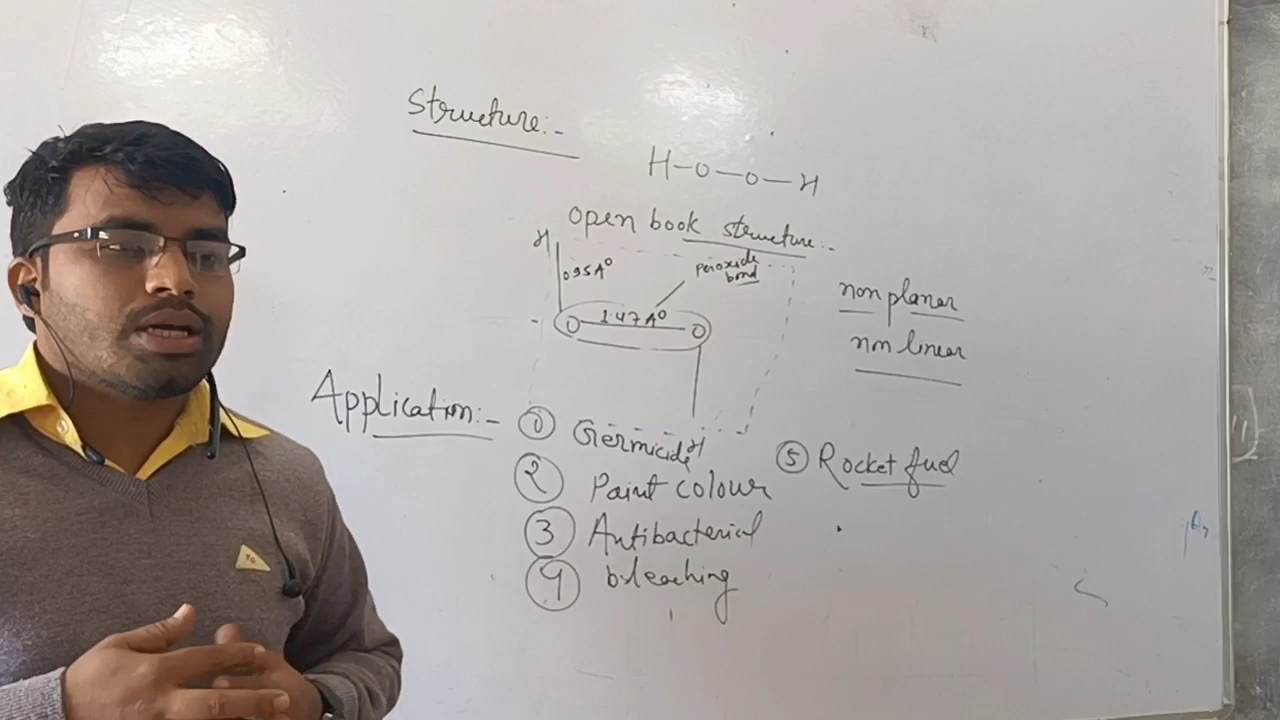 Structure:-
H-O-O-H
Open book structure:-
H
0.95A°
Peroxide
bond
1.47A°
O
O
H
non planer
non linear
Application:-
① Germicide
② Paint colour
③ Antibacterial
④ bleaching
⑤ Rocket fuel